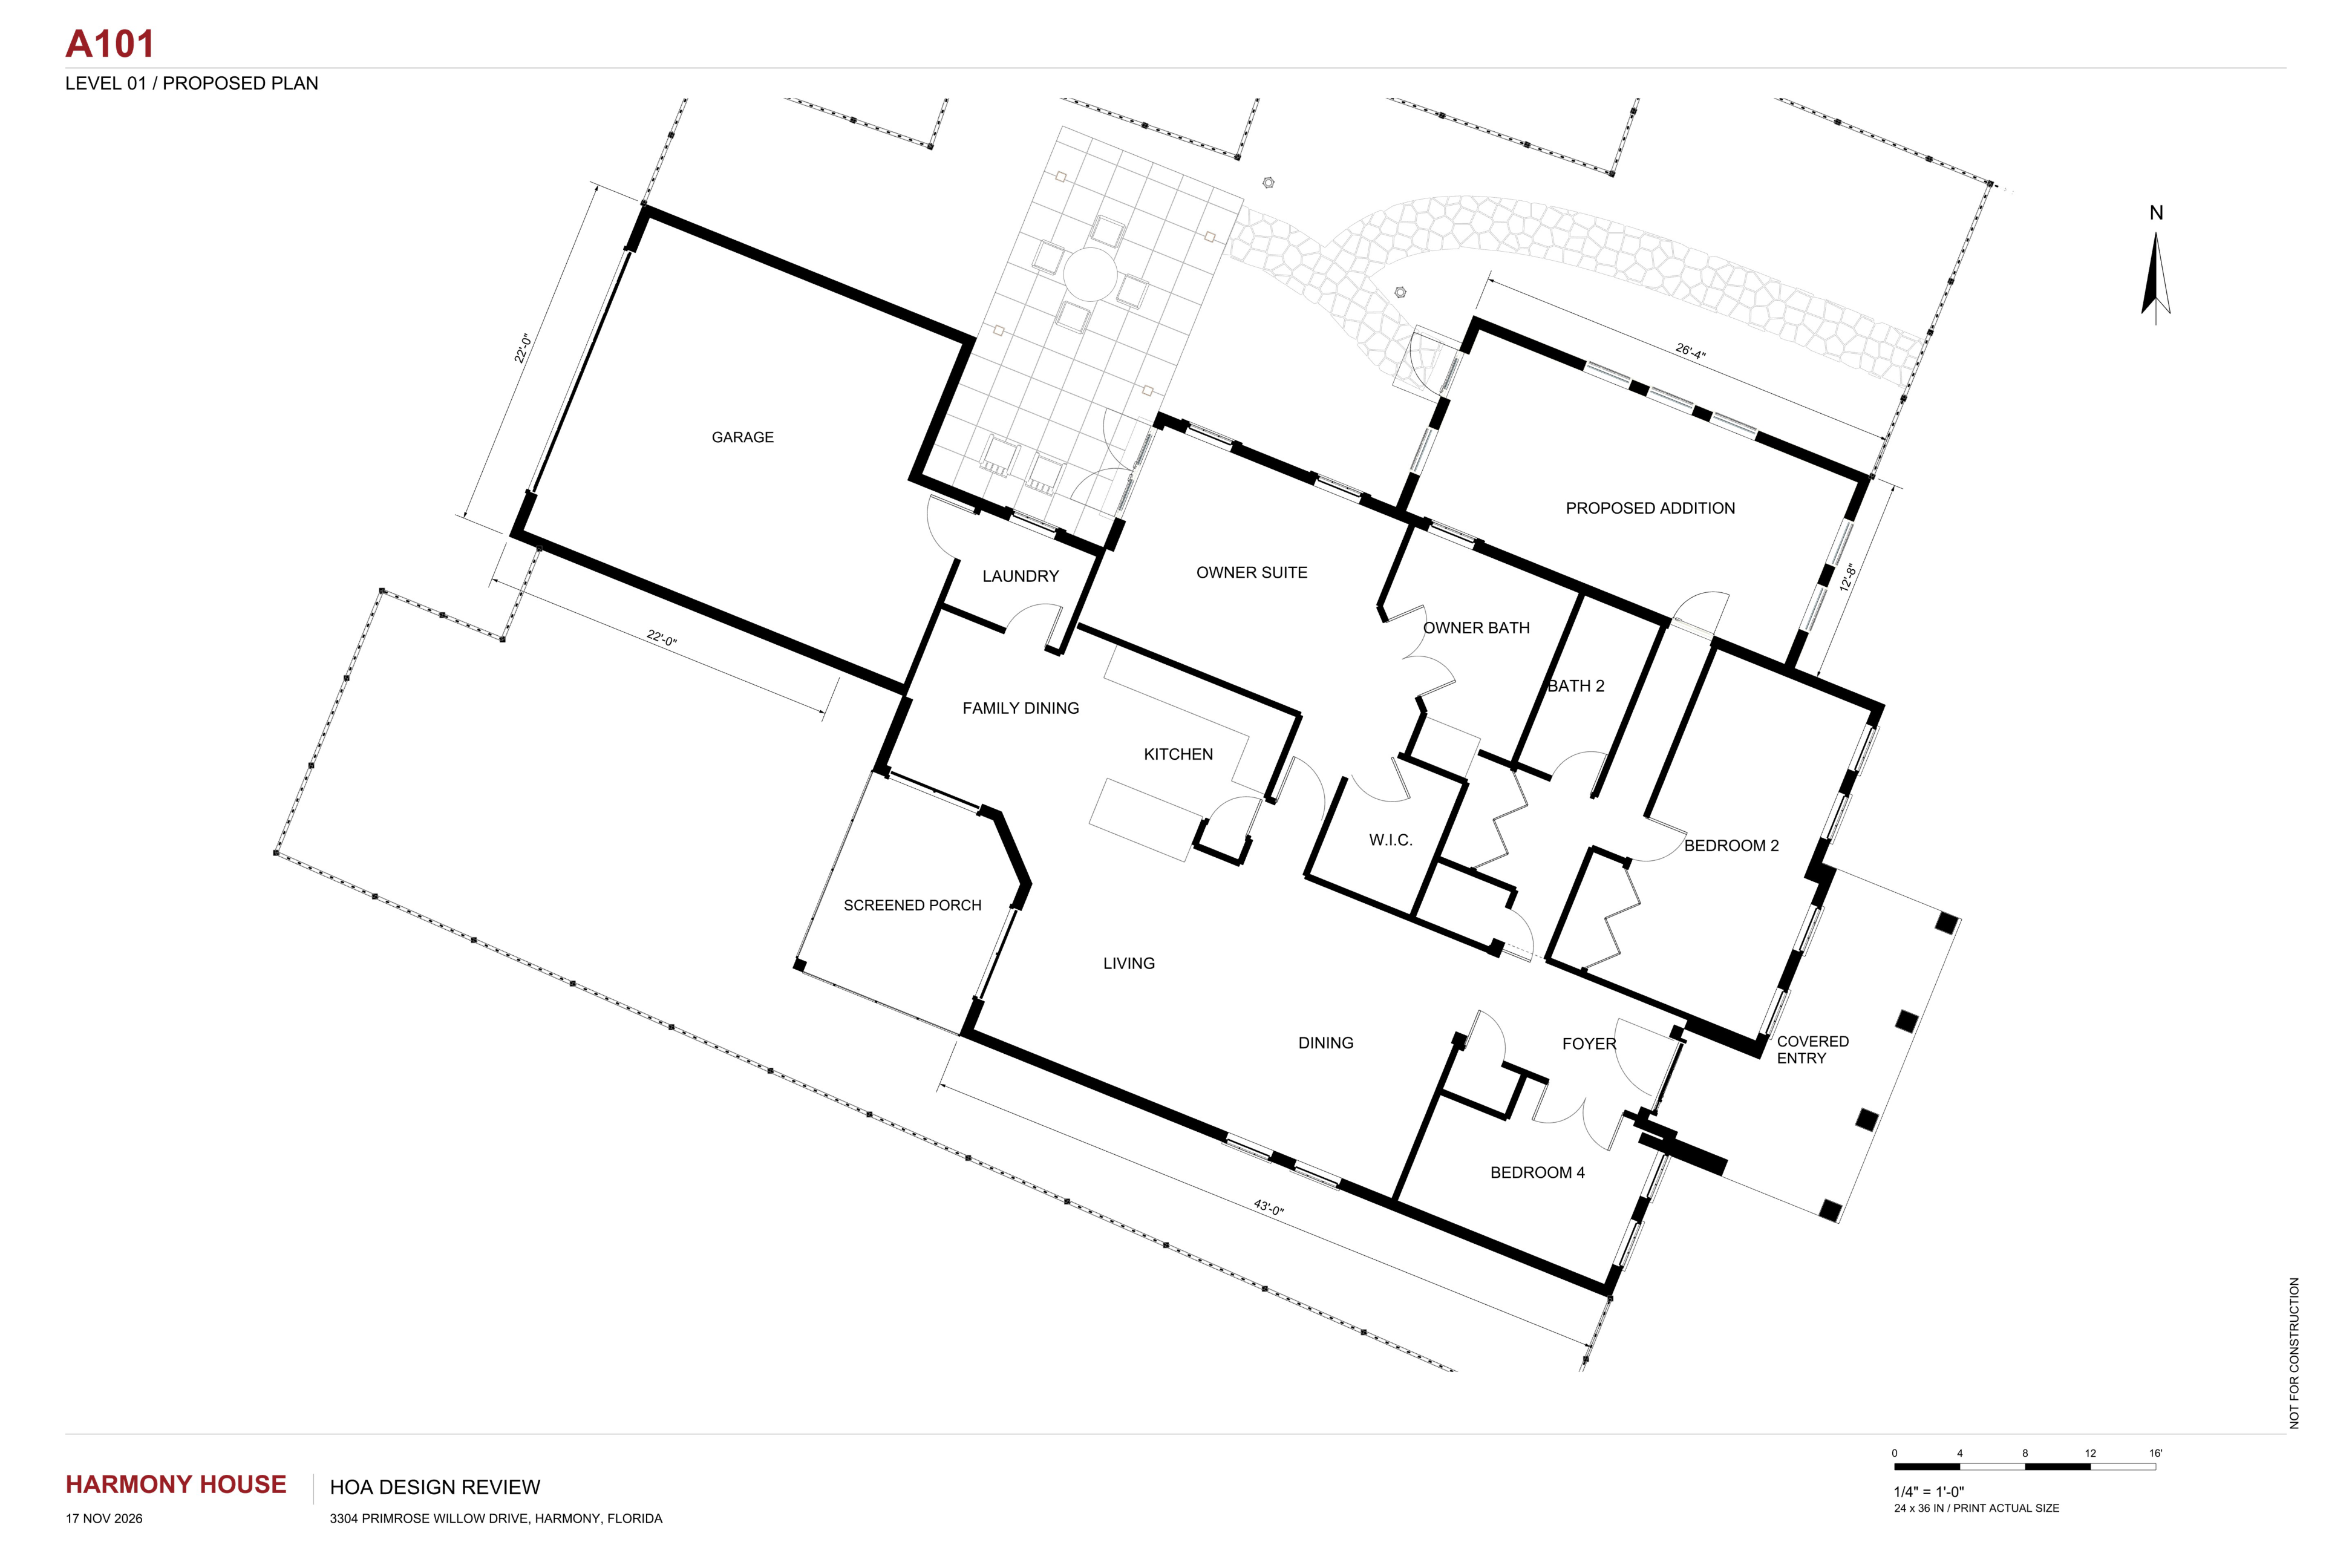 A101
LEVEL 01 / PROPOSED PLAN
N
22'-0"
26'-4"
GARAGE
PROPOSED ADDITION
LAUNDRY
OWNER SUITE
12'-8"
22'-0"
OWNER BATH
BATH 2
FAMILY DINING
KITCHEN
W.I.C.
BEDROOM 2
SCREENED PORCH
LIVING
DINING
FOYER
COVERED
ENTRY
BEDROOM 4
43'-0"
NOT FOR CONSTRUCTION
HARMONY HOUSE
17 NOV 2026
HOA DESIGN REVIEW
3304 PRIMROSE WILLOW DRIVE, HARMONY, FLORIDA
0 4 8 12 16'
1/4" = 1'-0"
24 x 36 IN / PRINT ACTUAL SIZE